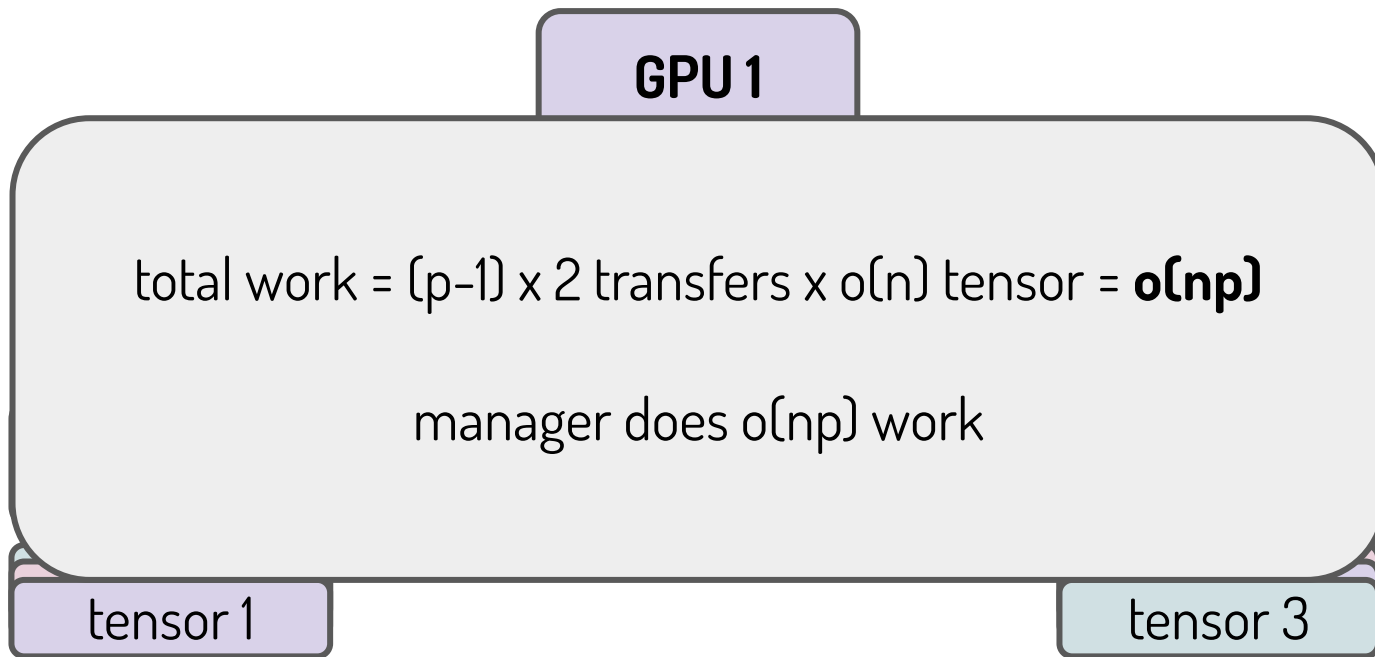 GPU 1
total work = (p-1) x 2 transfers x o(n) tensor = o(np)
manager does o(np) work
tensor 1
tensor 3